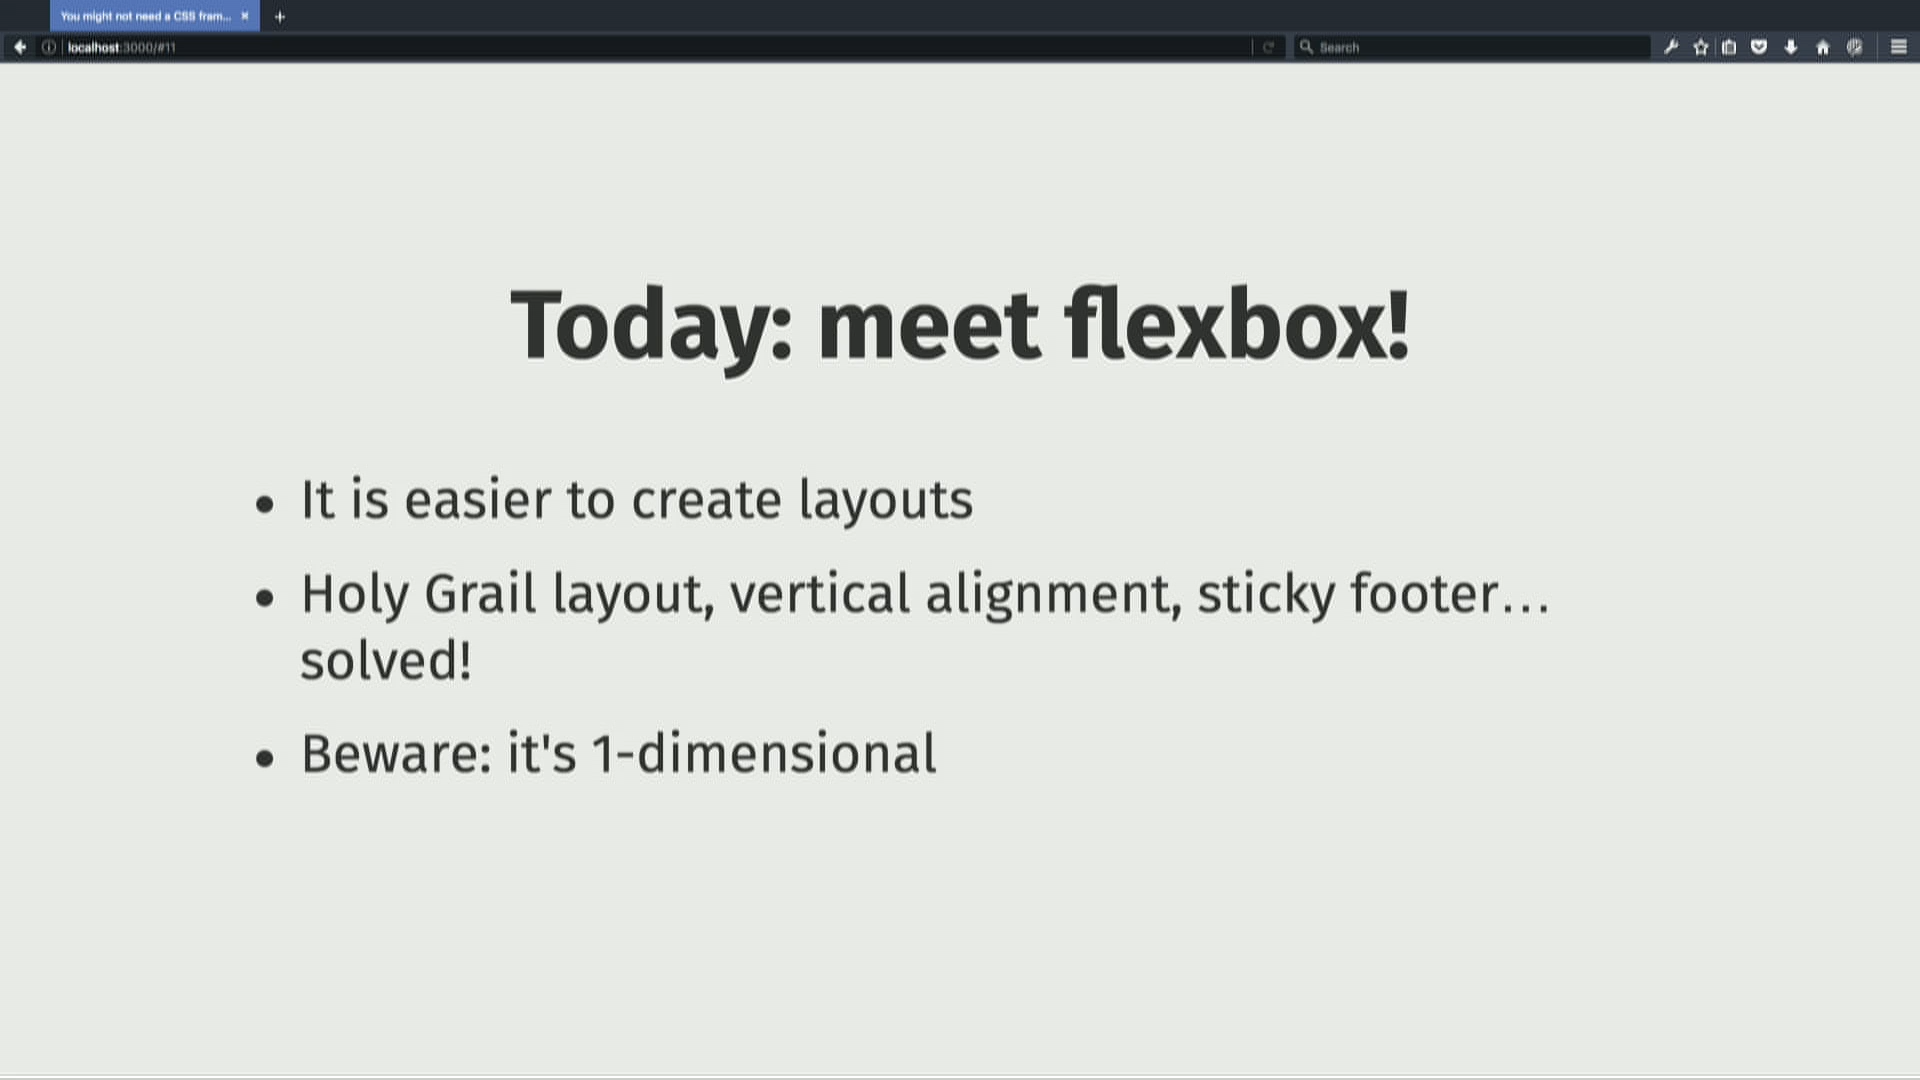 You might not need a CSS fram...
localhost:3000/#11
Search
Today: meet flexbox!
• It is easier to create layouts
• Holy Grail layout, vertical alignment, sticky footer…
solved!
• Beware: it's 1-dimensional